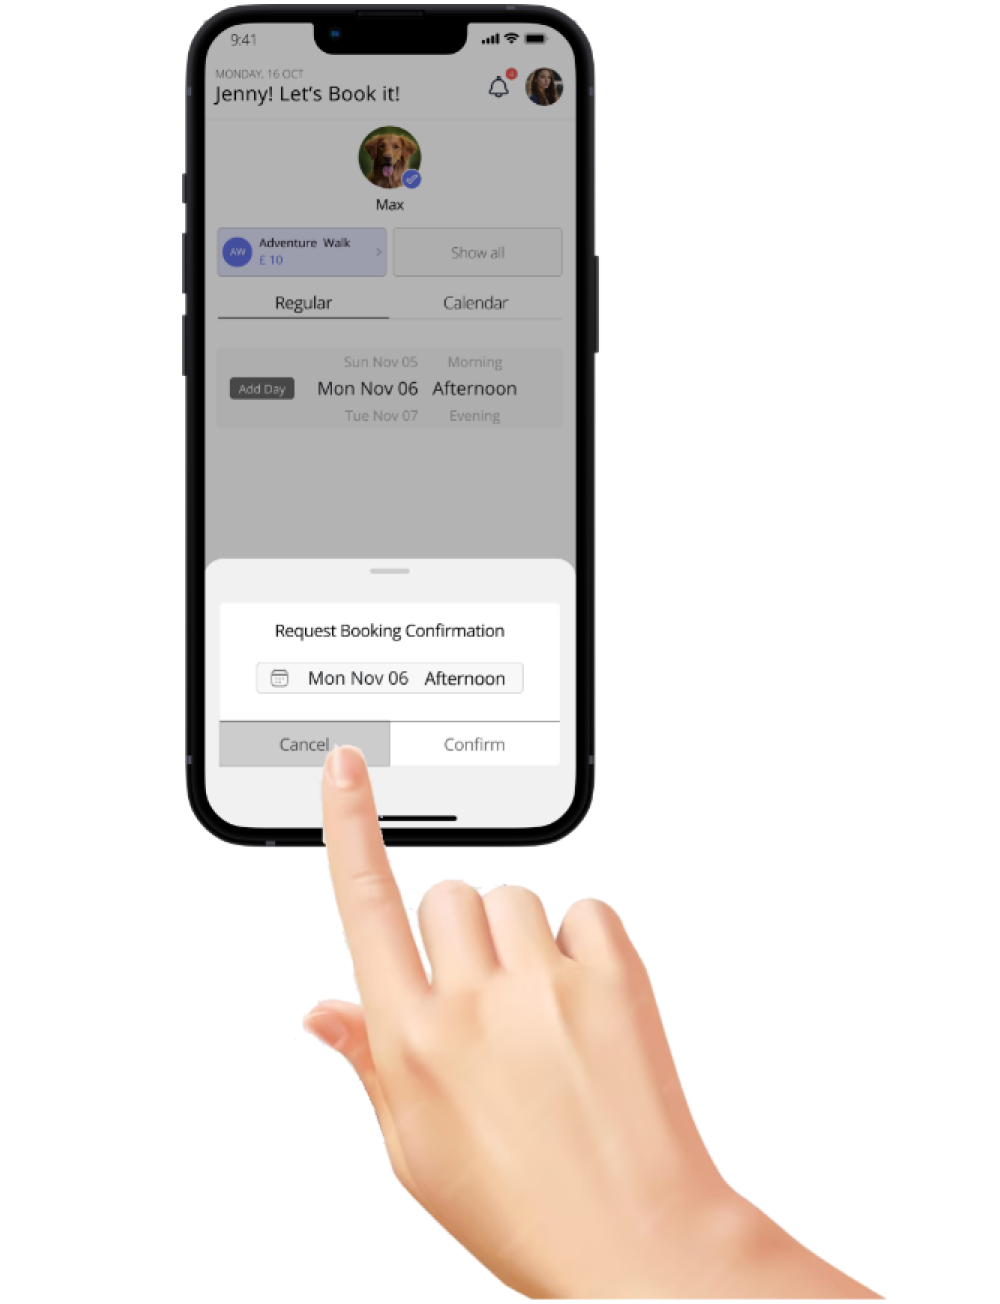 9:41
MONDAY, 16 OCT
Jenny! Let's Book it!
4
Max
AW
Adventure Walk
£ 10
Show all
Regular
Calendar
Sun Nov 05 Morning
Add Day Mon Nov 06 Afternoon
Tue Nov 07 Evening
Request Booking Confirmation
Mon Nov 06 Afternoon
Cancel
Confirm